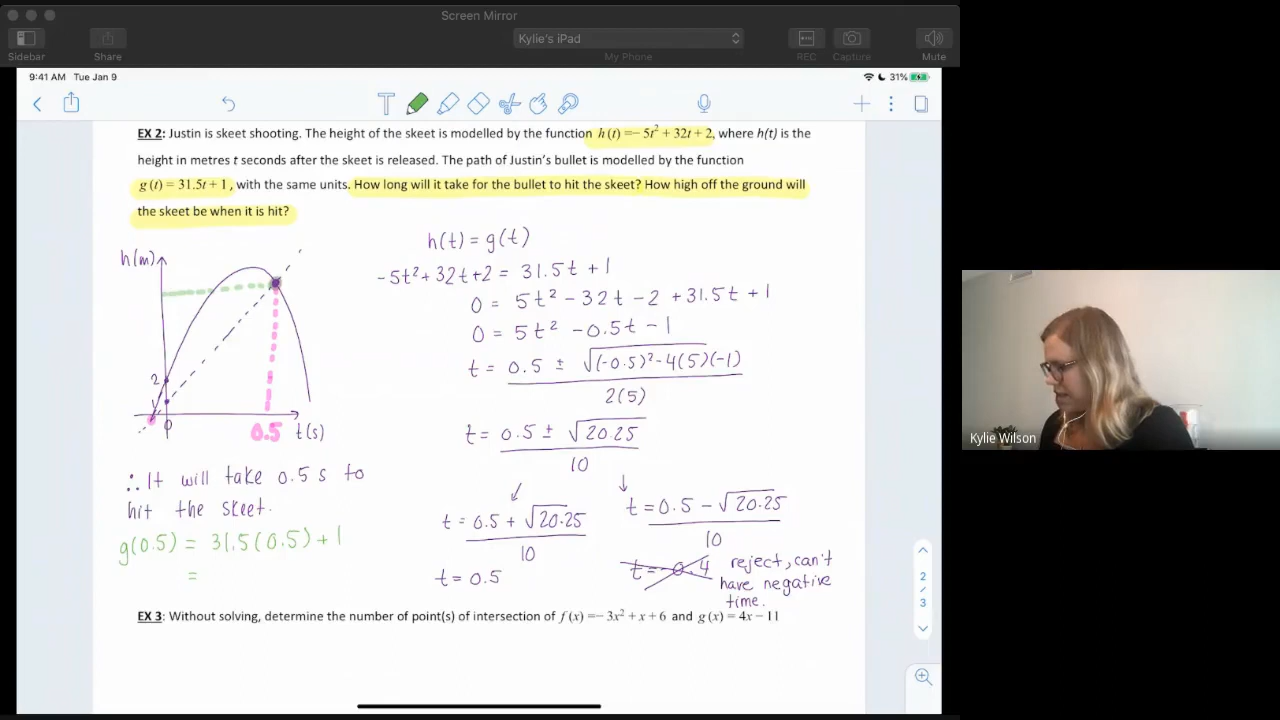 Screen Mirror
Kylie's iPad
Sidebar
Share
My Phone
REC
Capture
Mute
9:41 AM Tue Jan 9
31%
EX 2: Justin is skeet shooting. The height of the skeet is modelled by the function h(t) =− 5t² + 32t + 2, where h(t) is the
height in metres t seconds after the skeet is released. The path of Justin's bullet is modelled by the function
g(t) = 31.5t + 1, with the same units. How long will it take for the bullet to hit the skeet? How high off the ground will
the skeet be when it is hit?
h(m)
2
0
0.5
t(s)
∴ It will take 0.5 s to
hit the skeet.
g(0.5) = 31.5(0.5) + 1
=
h(t) = g(t)
-5t²+32t+2 = 31.5t +1
0 = 5t² -32t -2 +31.5t +1
0 = 5t² -0.5t -1
t = 0.5 ± √(-0.5)²-4(5)(-1)
2(5)
t = 0.5 ± √20.25
10
t = 0.5 + √20.25
10
t = 0.5
t = 0.5 - √20.25
10
t = -0.4 reject, can't
have negative
time.
EX 3: Without solving, determine the number of point(s) of intersection of f(x) =− 3x² + x + 6 and g(x) = 4x − 11
2
/
3
Kylie Wilson